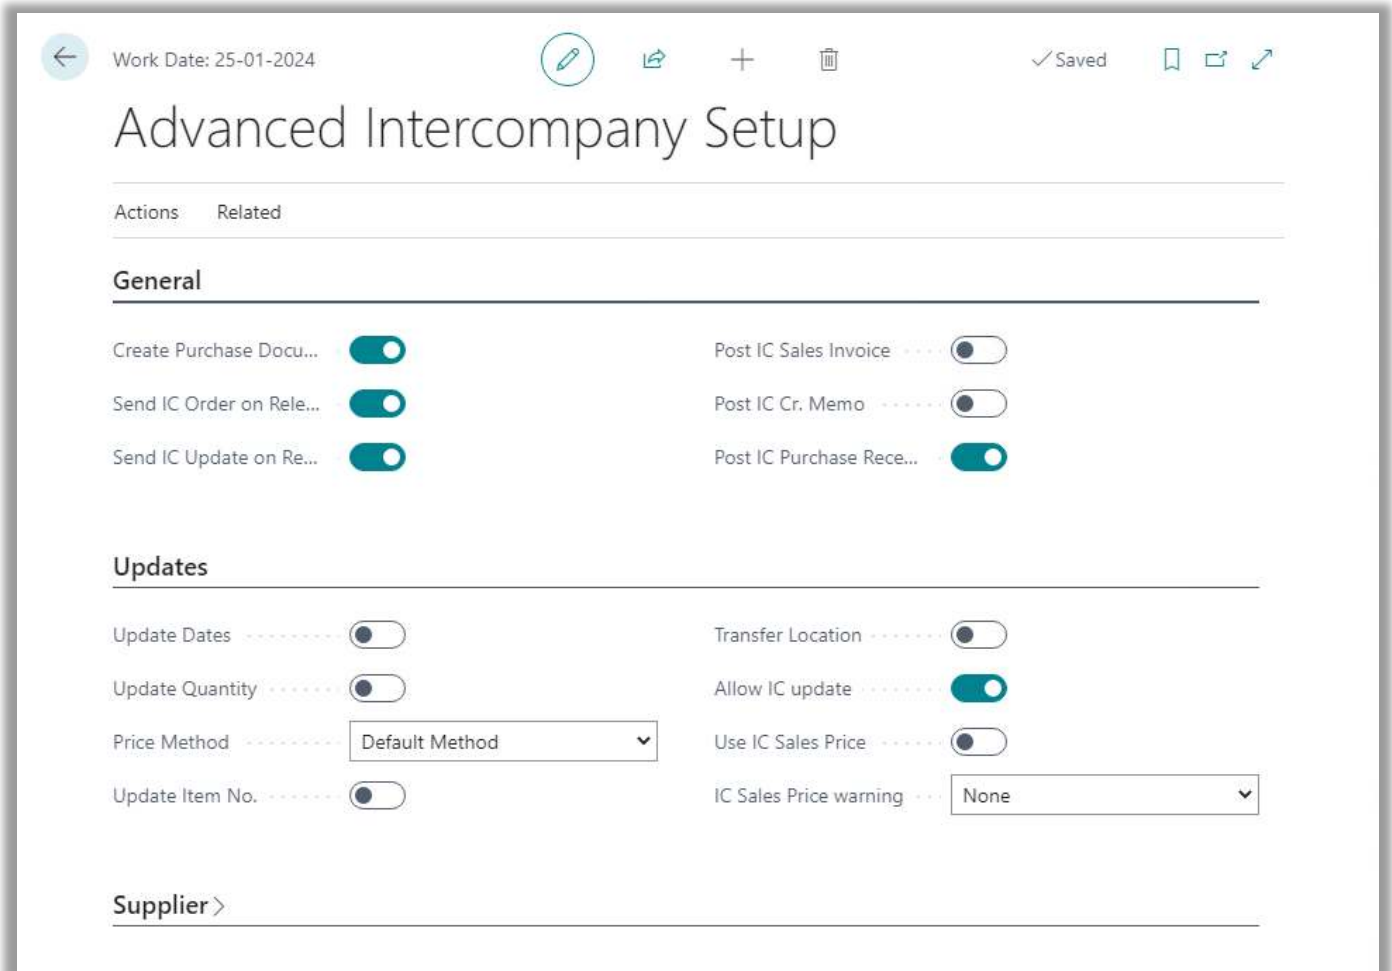 Work Date: 25-01-2024
Saved
Advanced Intercompany Setup
Actions Related
General
Create Purchase Docu...
Send IC Order on Rele...
Send IC Update on Re...
Post IC Sales Invoice
Post IC Cr. Memo
Post IC Purchase Rece...
Updates
Update Dates
Update Quantity
Price Method Default Method
Update Item No.
Transfer Location
Allow IC update
Use IC Sales Price
IC Sales Price warning None
Supplier